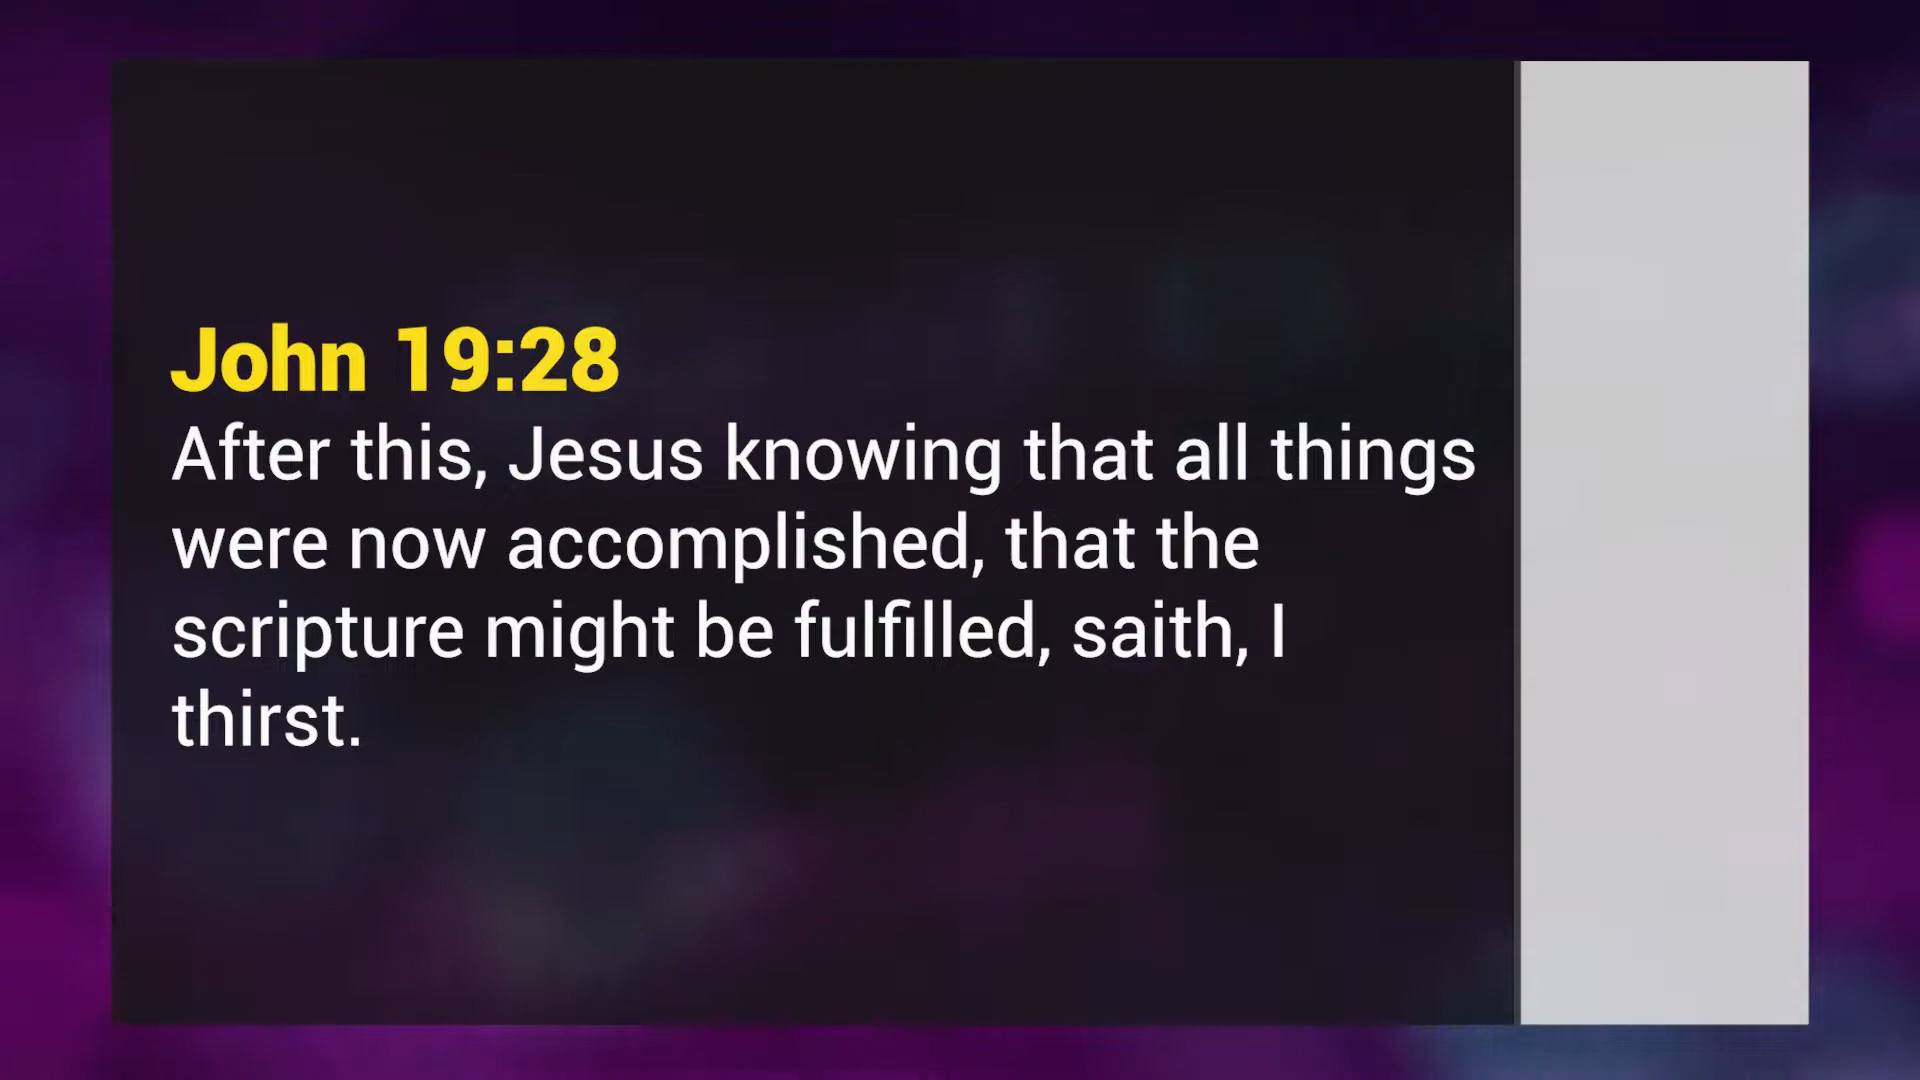 John 19:28
After this, Jesus knowing that all things
were now accomplished, that the
scripture might be fulfilled, saith, I
thirst.